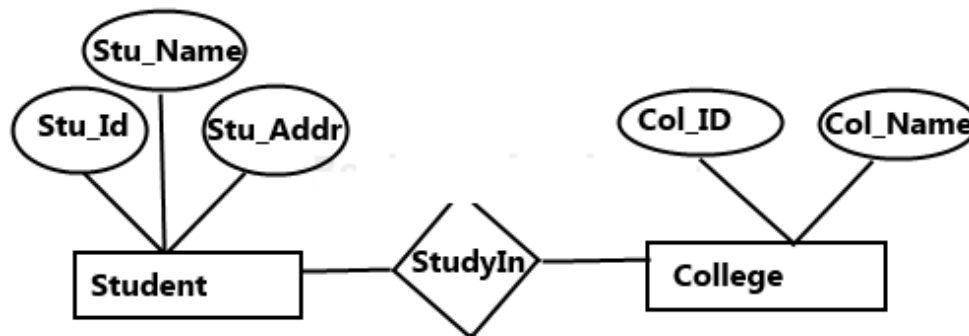 Stu_Name
Stu_Id
Stu_Addr
Col_ID
Col_Name
Student
StudyIn
College